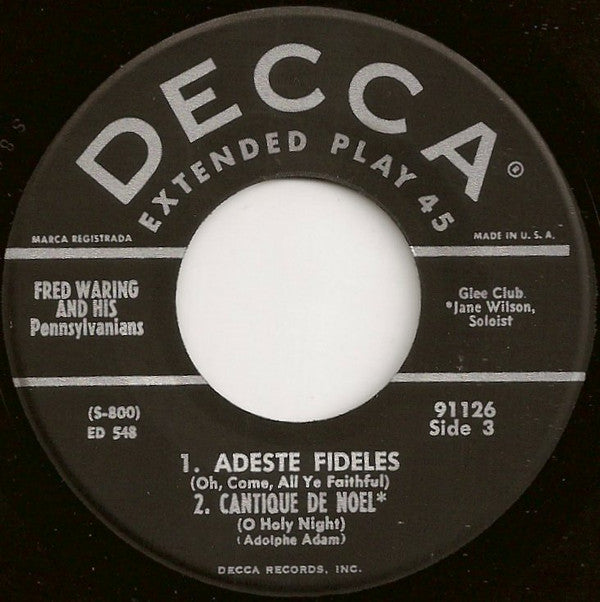 DECCA®
EXTENDED PLAY 45
MARCA REGISTRADA
MADE IN U. S. A.
FRED WARING
AND HIS
Pennsylvanians
Glee Club
*Jane Wilson,
Soloist
(S-800)
ED 548
91126
Side 3
1. ADESTE FIDELES
(Oh, Come, All Ye Faithful)
2. CANTIQUE DE NOEL*
(O Holy Night)
(Adolphe Adam)
DECCA RECORDS, INC.